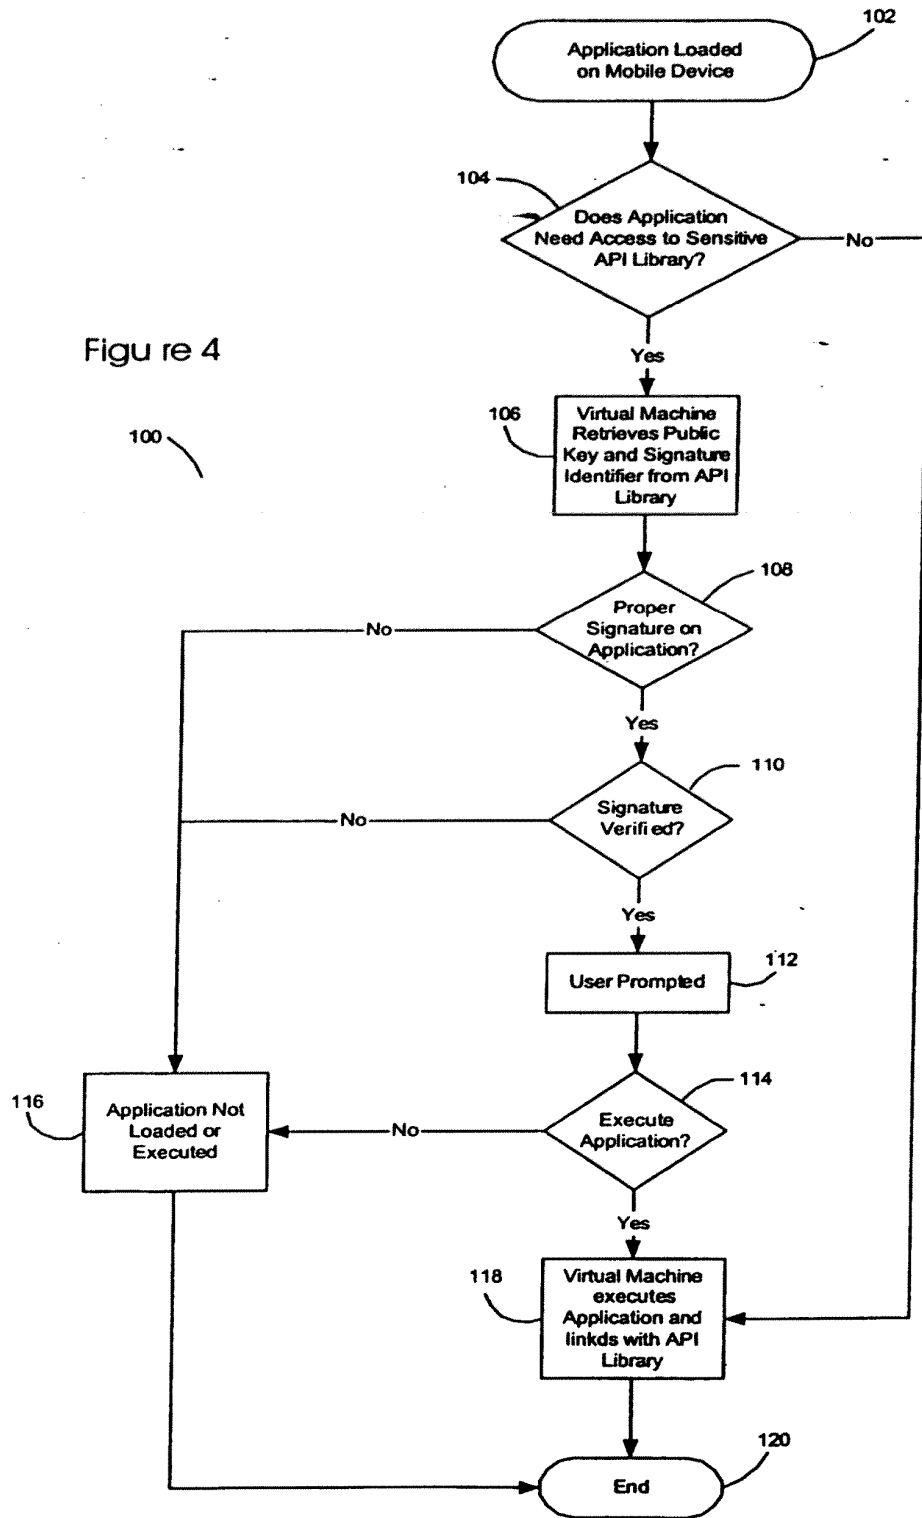 102
Application Loaded
on Mobile Device
104
Does Application
Need Access to Sensitive
API Library?
No
Figu re 4
Yes
100
106
Virtual Machine
Retrieves Public
Key and Signature
Identifier from API
Library
108
Proper
Signature on
Application?
No
Yes
110
Signature
Verified?
No
Yes
112
User Prompted
114
116
Application Not
Loaded or
Executed
Execute
Application?
No
Yes
118
Virtual Machine
executes
Application and
linkds with API
Library
120
End